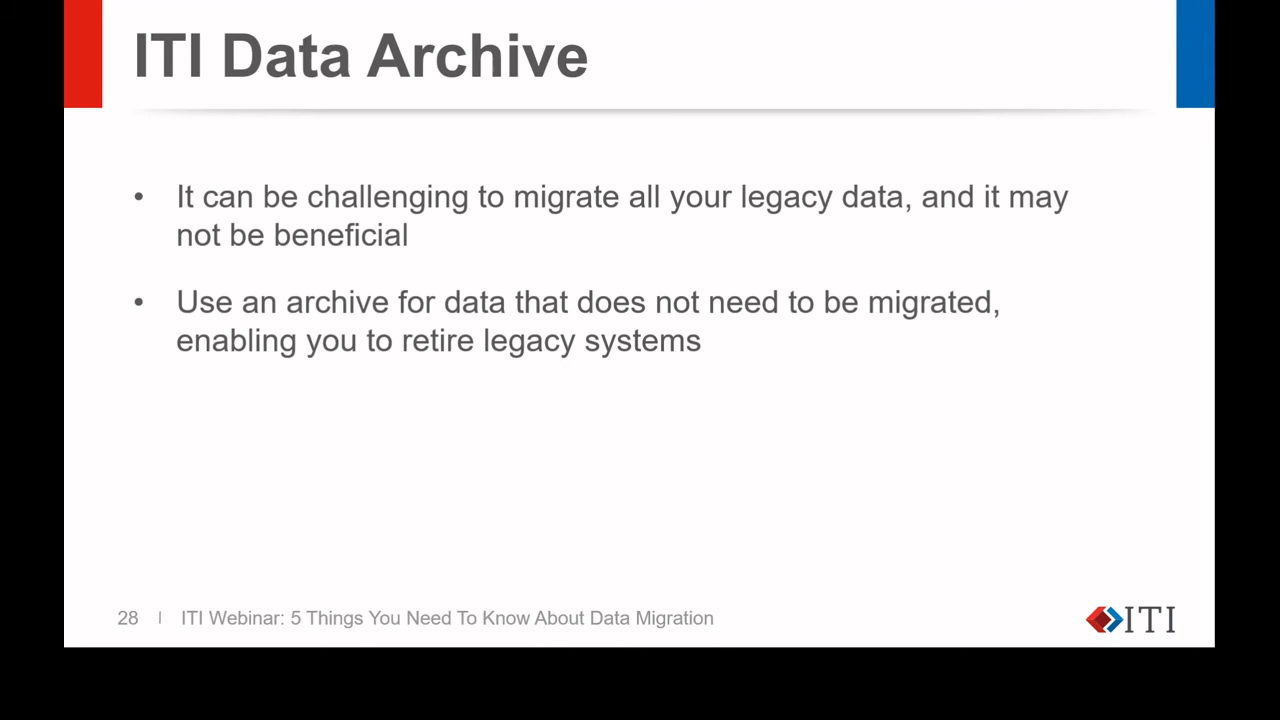 ITI Data Archive
• It can be challenging to migrate all your legacy data, and it may
not be beneficial
• Use an archive for data that does not need to be migrated,
enabling you to retire legacy systems
28 | ITI Webinar: 5 Things You Need To Know About Data Migration
ITI